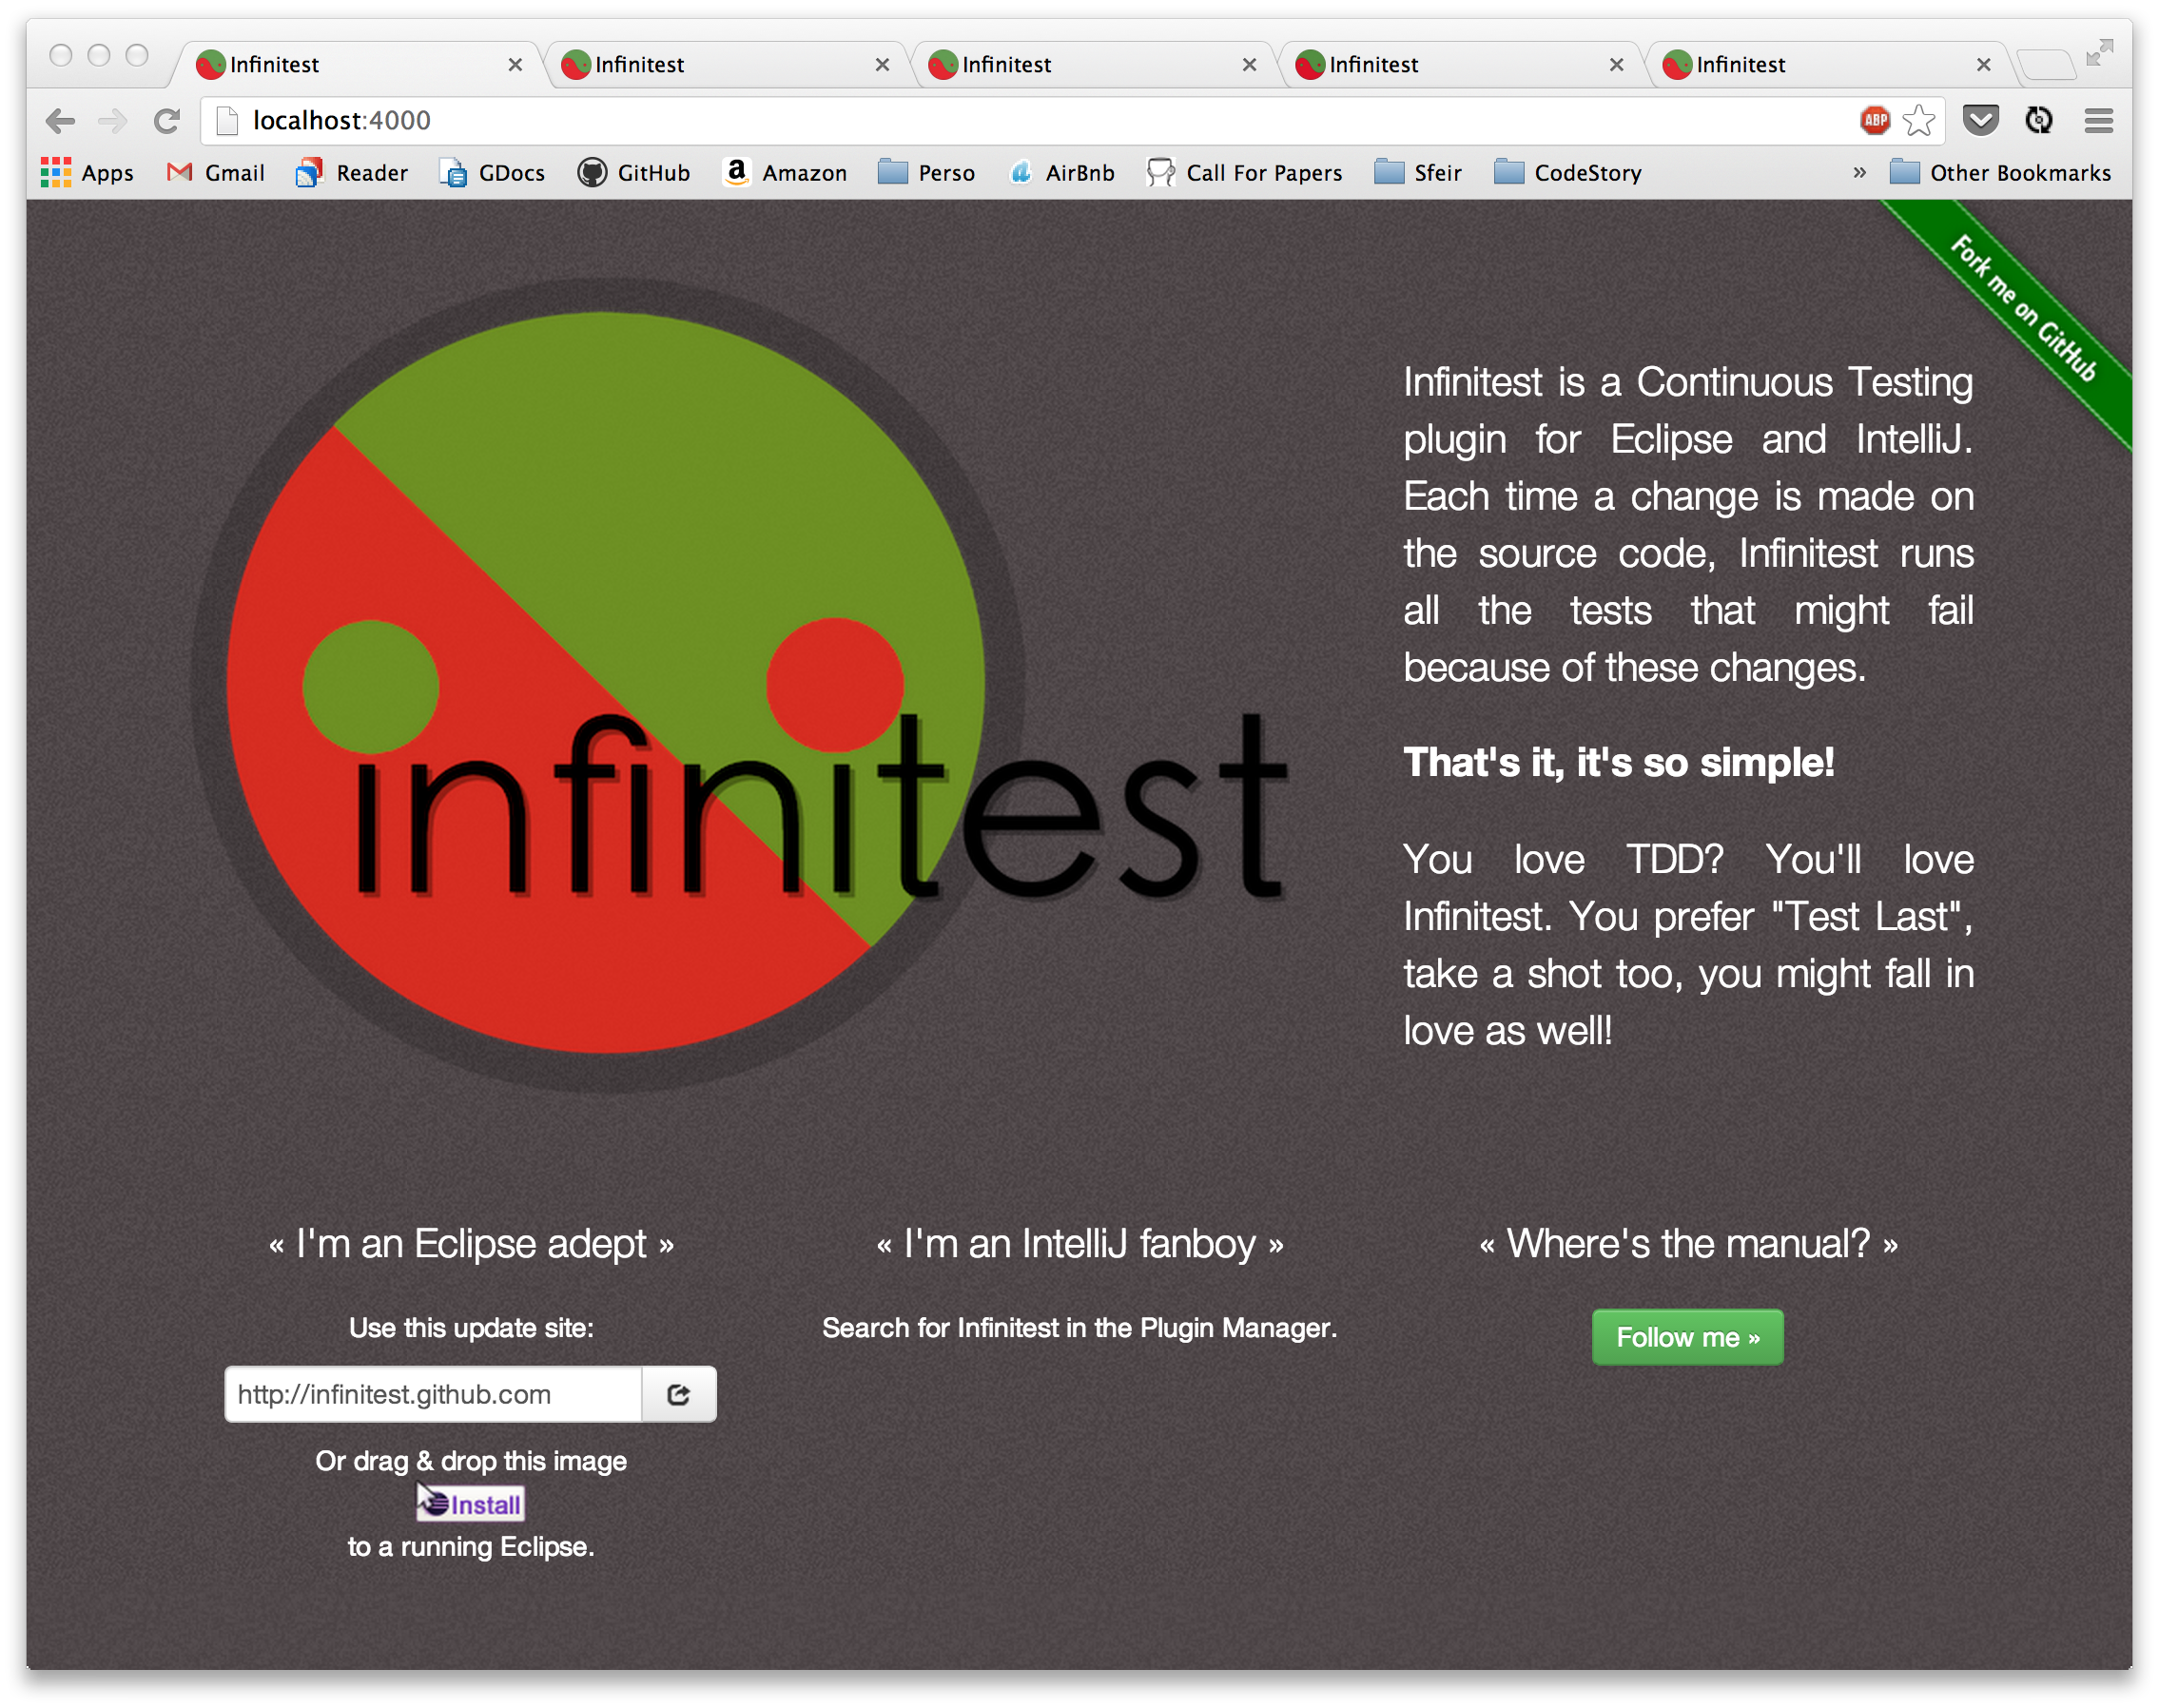 Infinitest
Infinitest
Infinitest
Infinitest
Infinitest
localhost:4000
ABP
Apps
Gmail
Reader
GDocs
GitHub
Amazon
Perso
AirBnb
Call For Papers
Sfeir
CodeStory
»
Other Bookmarks
Fork me on GitHub
infinitest
Infinitest is a Continuous Testing
plugin for Eclipse and IntelliJ.
Each time a change is made on
the source code, Infinitest runs
all the tests that might fail
because of these changes.
That's it, it's so simple!
You love TDD? You'll love
Infinitest. You prefer "Test Last",
take a shot too, you might fall in
love as well!
« I'm an Eclipse adept »
Use this update site:
http://infinitest.github.com
Or drag & drop this image
Install
to a running Eclipse.
« I'm an IntelliJ fanboy »
Search for Infinitest in the Plugin Manager.
« Where's the manual? »
Follow me »